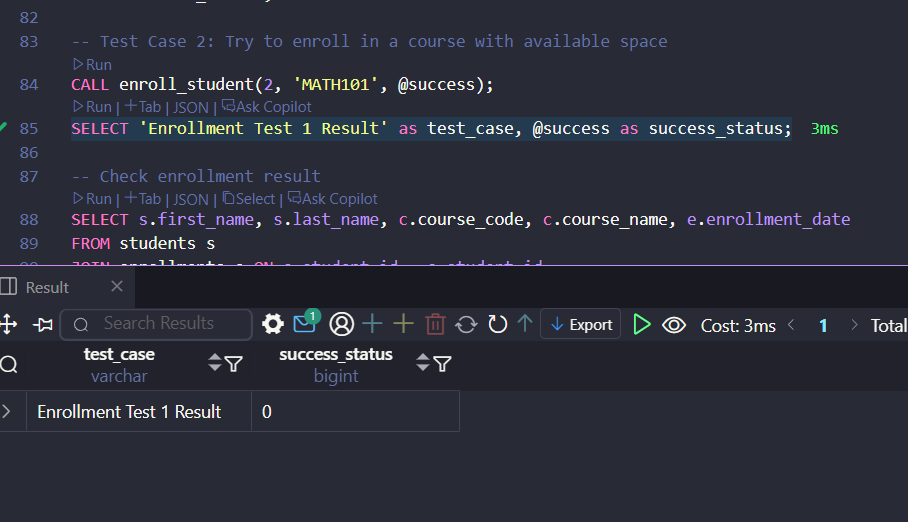 82
83 -- Test Case 2: Try to enroll in a course with available space
Run
84 CALL enroll_student(2, 'MATH101', @success);
Run | Tab | JSON | Ask Copilot
85 SELECT 'Enrollment Test 1 Result' as test_case, @success as success_status; 3ms
86
87 -- Check enrollment result
Run | Tab | JSON | Select | Ask Copilot
88 SELECT s.first_name, s.last_name, c.course_code, c.course_name, e.enrollment_date
89 FROM students s
Result
Search Results 1 Export Cost: 3ms 1 Total
test_case success_status
varchar bigint
Enrollment Test 1 Result 0